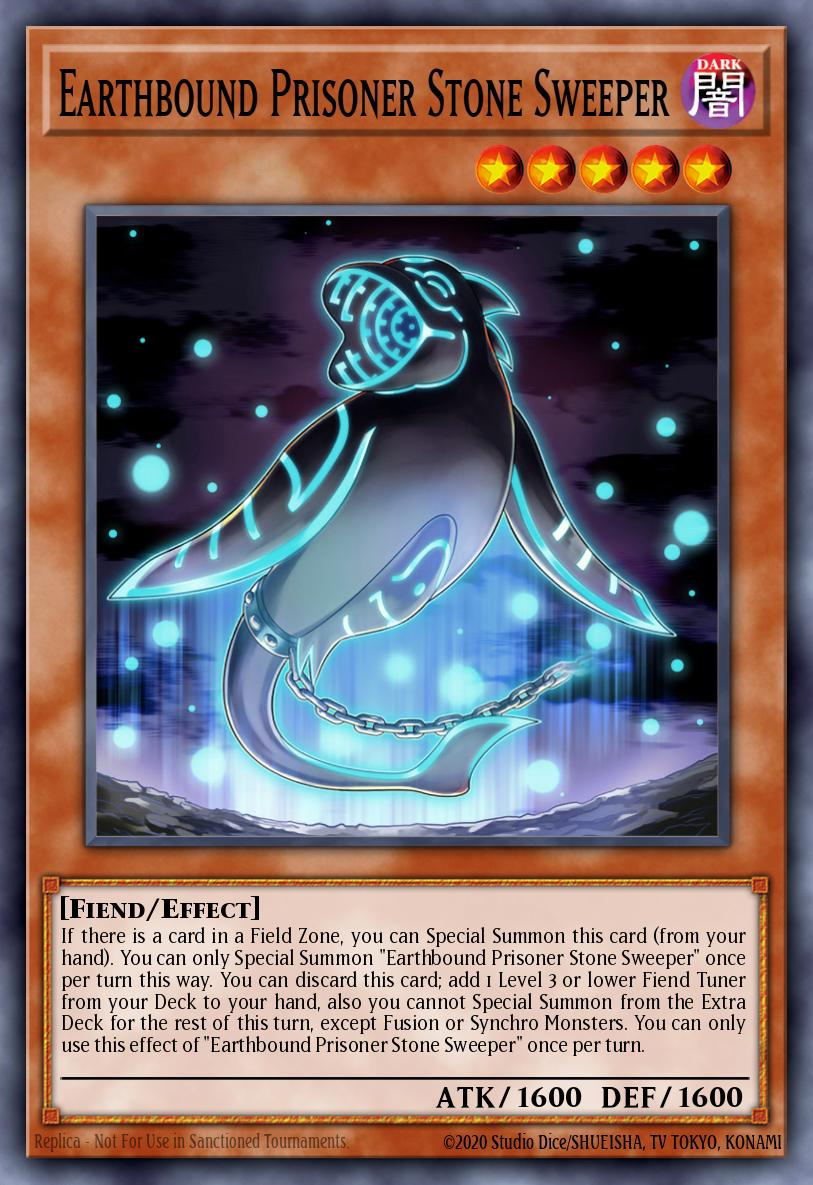 Earthbound Prisoner Stone Sweeper
DARK
闇
[Fiend/Effect]
If there is a card in a Field Zone, you can Special Summon this card (from your
hand). You can only Special Summon "Earthbound Prisoner Stone Sweeper" once
per turn this way. You can discard this card; add 1 Level 3 or lower Fiend Tuner
from your Deck to your hand, also you cannot Special Summon from the Extra
Deck for the rest of this turn, except Fusion or Synchro Monsters. You can only
use this effect of "Earthbound Prisoner Stone Sweeper" once per turn.
ATK/1600 DEF/1600
Replica - Not For Use in Sanctioned Tournaments.
©2020 Studio Dice/SHUEISHA, TV TOKYO, KONAMI